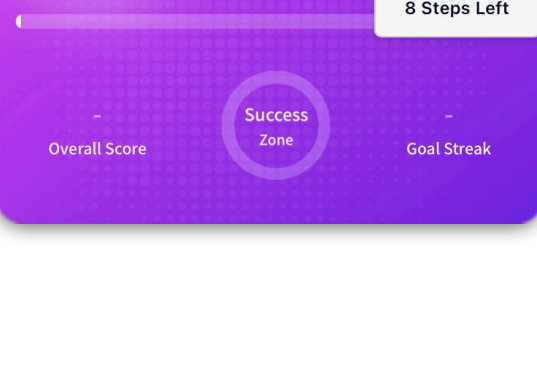 8 Steps Left
Success
Zone
-
Overall Score
-
Goal Streak